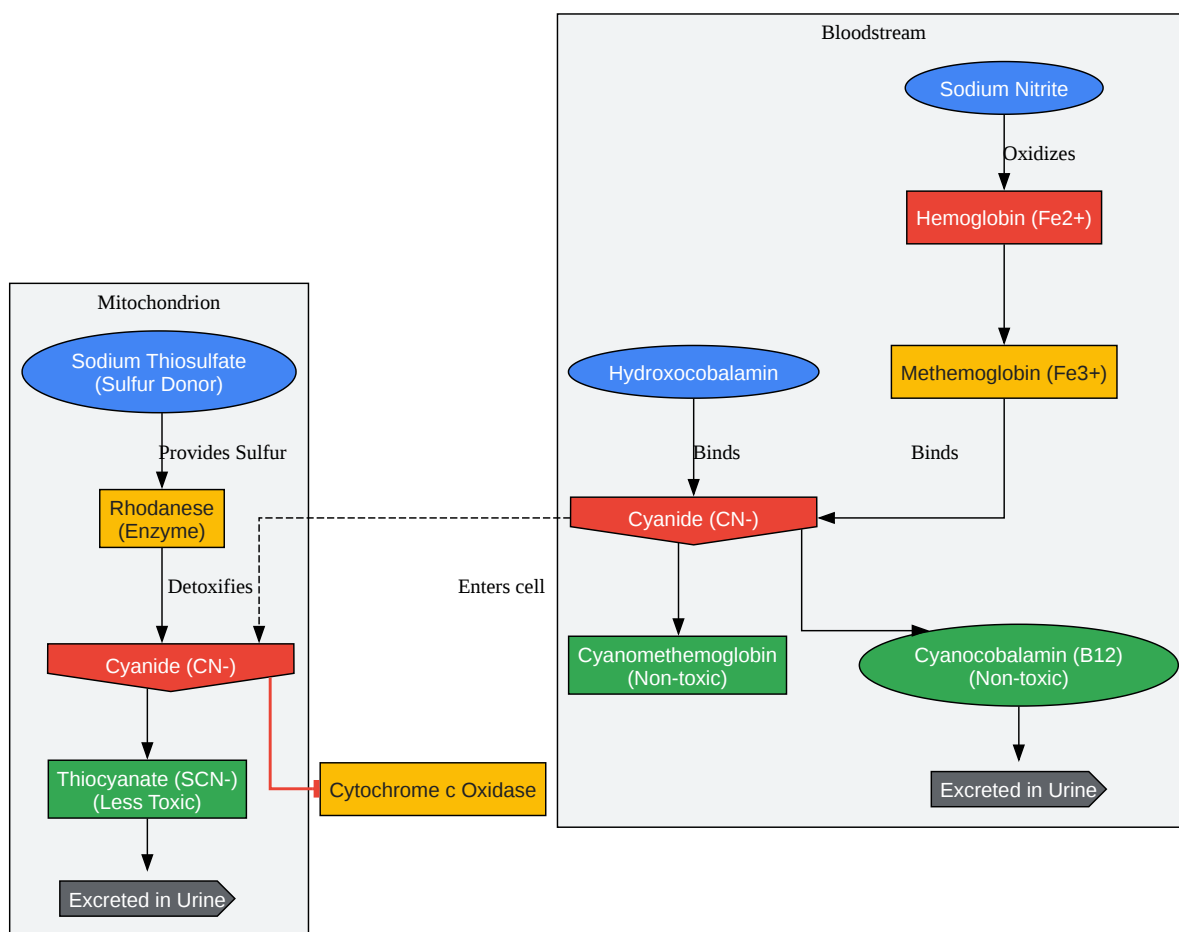 Bloodstream
Sodium Nitrite
Oxidizes
Hemoglobin (Fe2+)
Mitochondrion
Sodium Thiosulfate
(Sulfur Donor)
Hydroxocobalamin
Methemoglobin (Fe3+)
Provides Sulfur
Binds
Binds
Rhodanese
(Enzyme)
Cyanide (CN-)
Detoxifies
Enters cell
Cyanide (CN-)
Cyanomethemoglobin
(Non-toxic)
Cyanocobalamin (B12)
(Non-toxic)
Thiocyanate (SCN-)
(Less Toxic)
Cytochrome c Oxidase
Excreted in Urine
Excreted in Urine